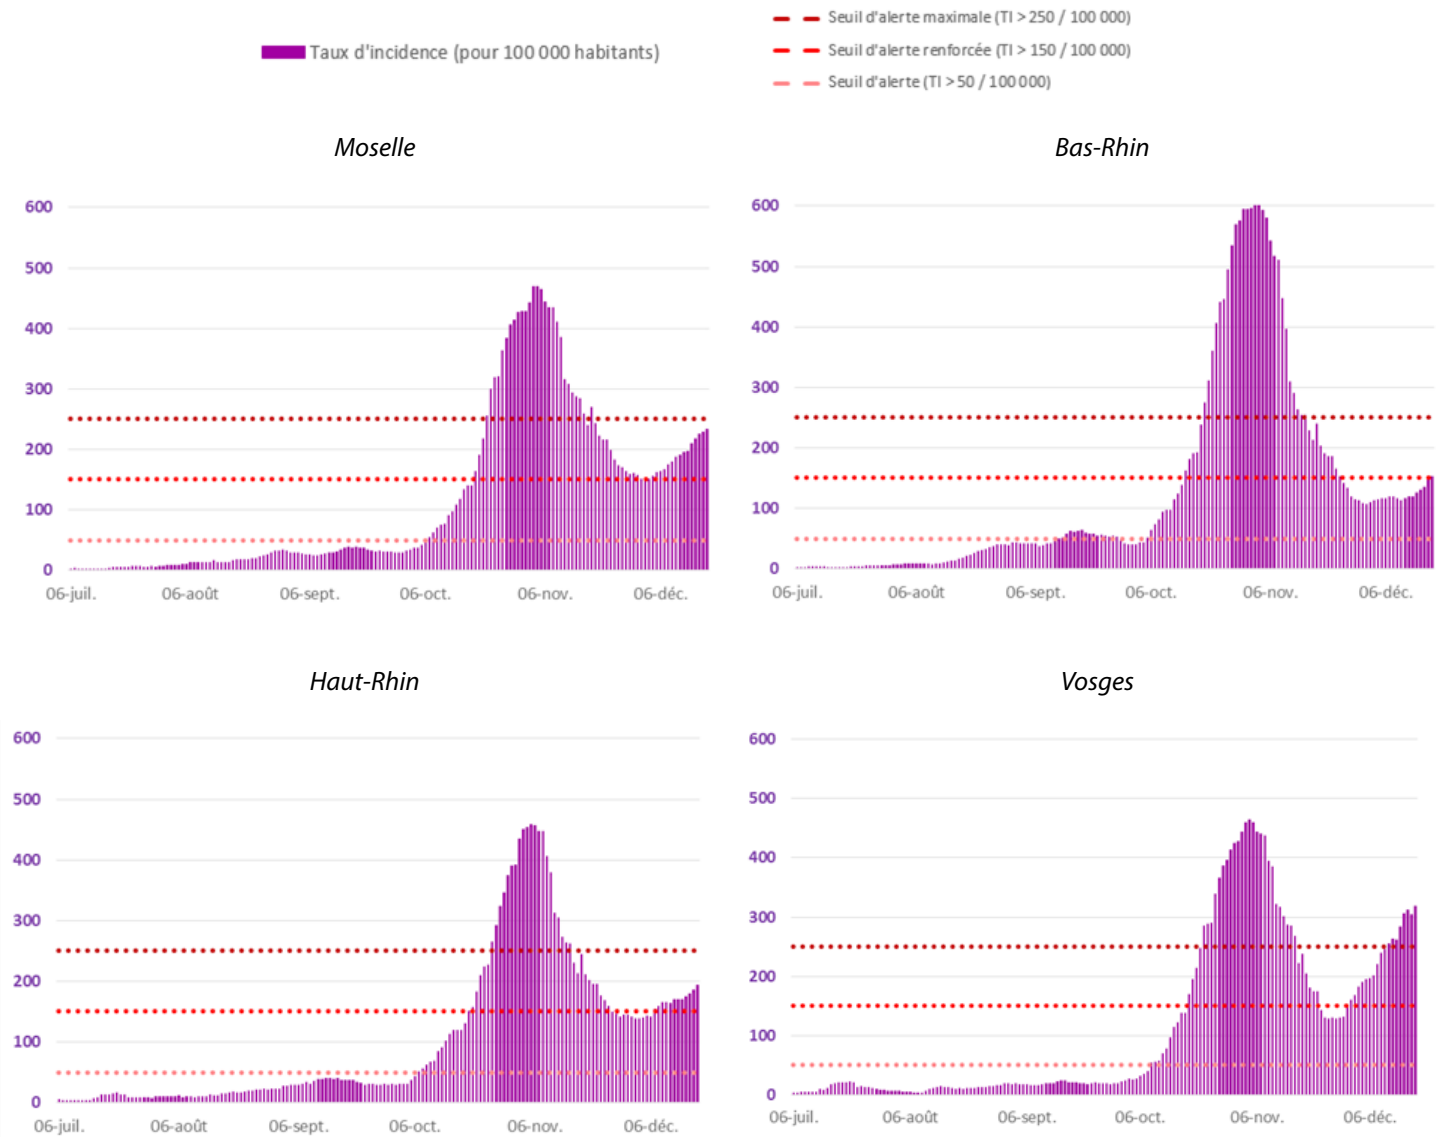 Seuil d'alerte maximale (TI > 250 / 100 000)
Taux d'incidence (pour 100 000 habitants)
Seuil d'alerte renforcée (TI > 150 / 100 000)
Seuil d'alerte (TI > 50 / 100 000)
Moselle
600
500
400
300
200
100
0
06-juil. 06-août 06-sept. 06-oct. 06-nov. 06-déc.
Bas-Rhin
600
500
400
300
200
100
0
06-juil. 06-août 06-sept. 06-oct. 06-nov. 06-déc.
Haut-Rhin
600
500
400
300
200
100
0
06-juil. 06-août 06-sept. 06-oct. 06-nov. 06-déc.
Vosges
600
500
400
300
200
100
0
06-juil. 06-août 06-sept. 06-oct. 06-nov. 06-déc.